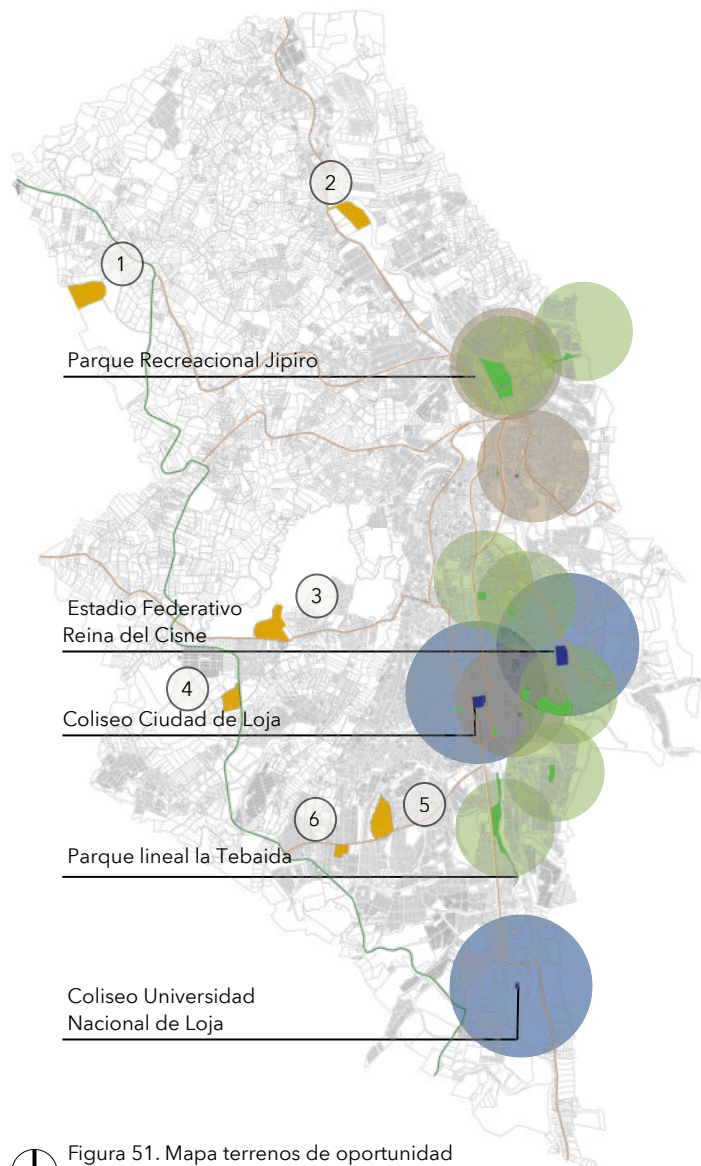 2
1
Parque Recreacional Jipiro
3
Estadio Federativo
Reina del Cisne
4
Coliseo Ciudad de Loja
5
6
Parque lineal la Tebaida
Coliseo Universidad
Nacional de Loja
Figura 51. Mapa terrenos de oportunidad